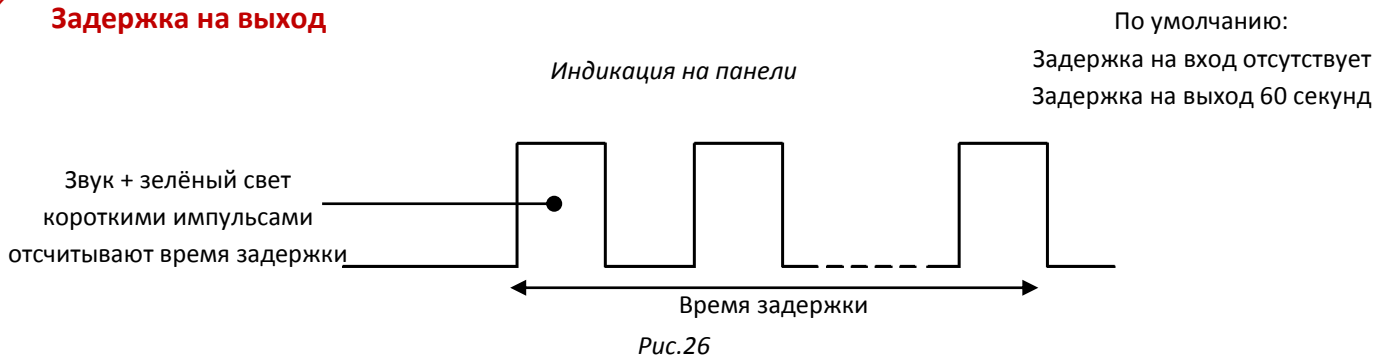 Задержка на выход
По умолчанию:
Задержка на вход отсутствует
Задержка на выход 60 секунд
Индикация на панели
Звук + зелёный свет
короткими импульсами
отсчитывают время задержки
Время задержки
Рис.26